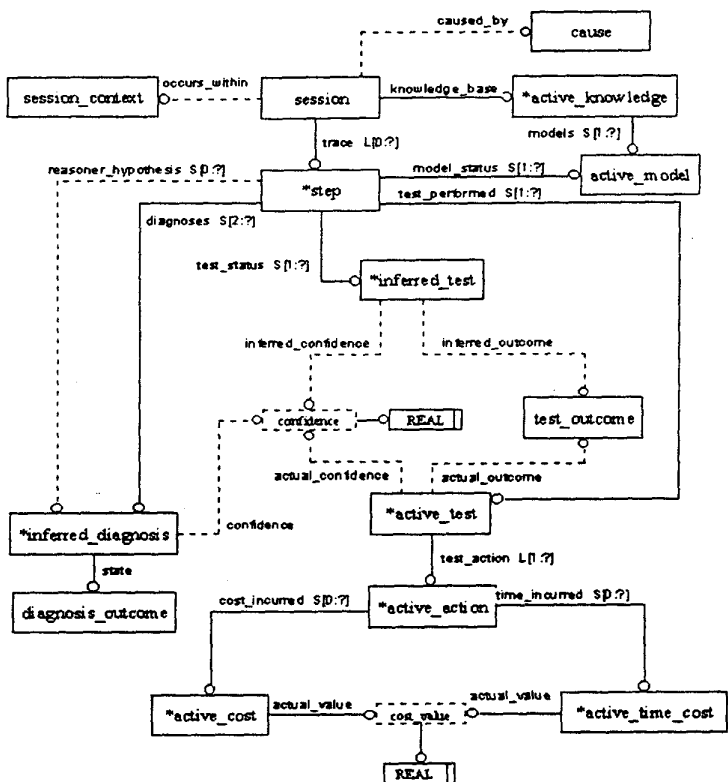 caused_by
cause
occurs_within
session_context
session
knowledge_base
*active_knowledge
trace L[0:?]
models S[1:?]
reasoner_hypothesis S[0:?]
model_status S[1:?]
active_model
*step
test_performed S[1:?]
diagnoses S[2:?]
test_status S[1:?]
*inferred_test
inferred_confidence
inferred_outcome
confidence
REAL
test_outcome
actual_confidence
actual_outcome
*active_test
*inferred_diagnosis
confidence
state
test_action L[1:?]
diagnosis_outcome
cost_incurred S[0:?]
*active_action
time_incurred S[0:?]
*active_cost
actual_value
cost_value
actual_value
*active_time_cost
REAL